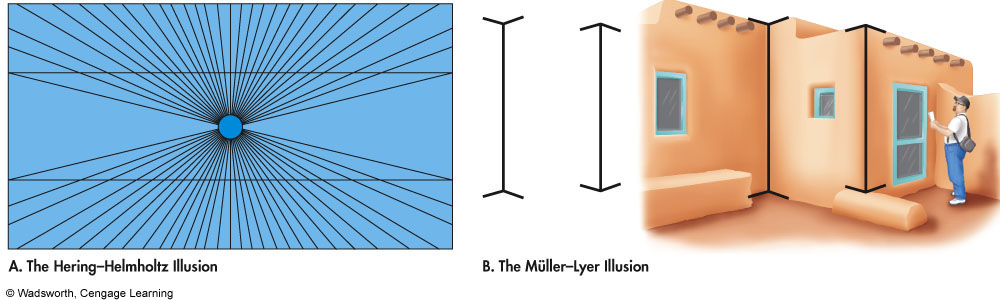 A. The Hering–Helmholtz Illusion
B. The Müller–Lyer Illusion
© Wadsworth, Cengage Learning